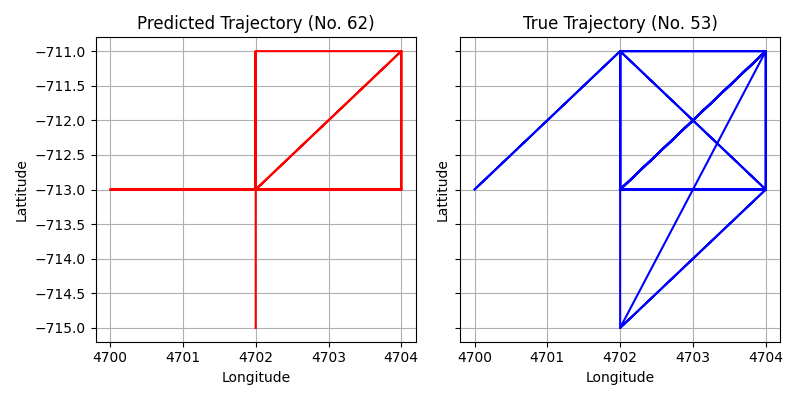 Predicted Trajectory (No. 62)
True Trajectory (No. 53)
Lattitude
−711.0
−711.5
−712.0
−712.5
−713.0
−713.5
−714.0
−714.5
−715.0
4700 4701 4702 4703 4704
Longitude
Lattitude
4700 4701 4702 4703 4704
Longitude